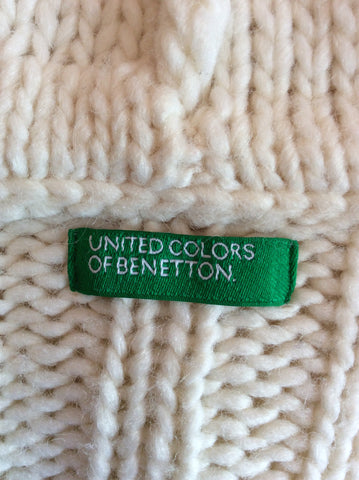 UNITED COLORS
OF BENETTON.